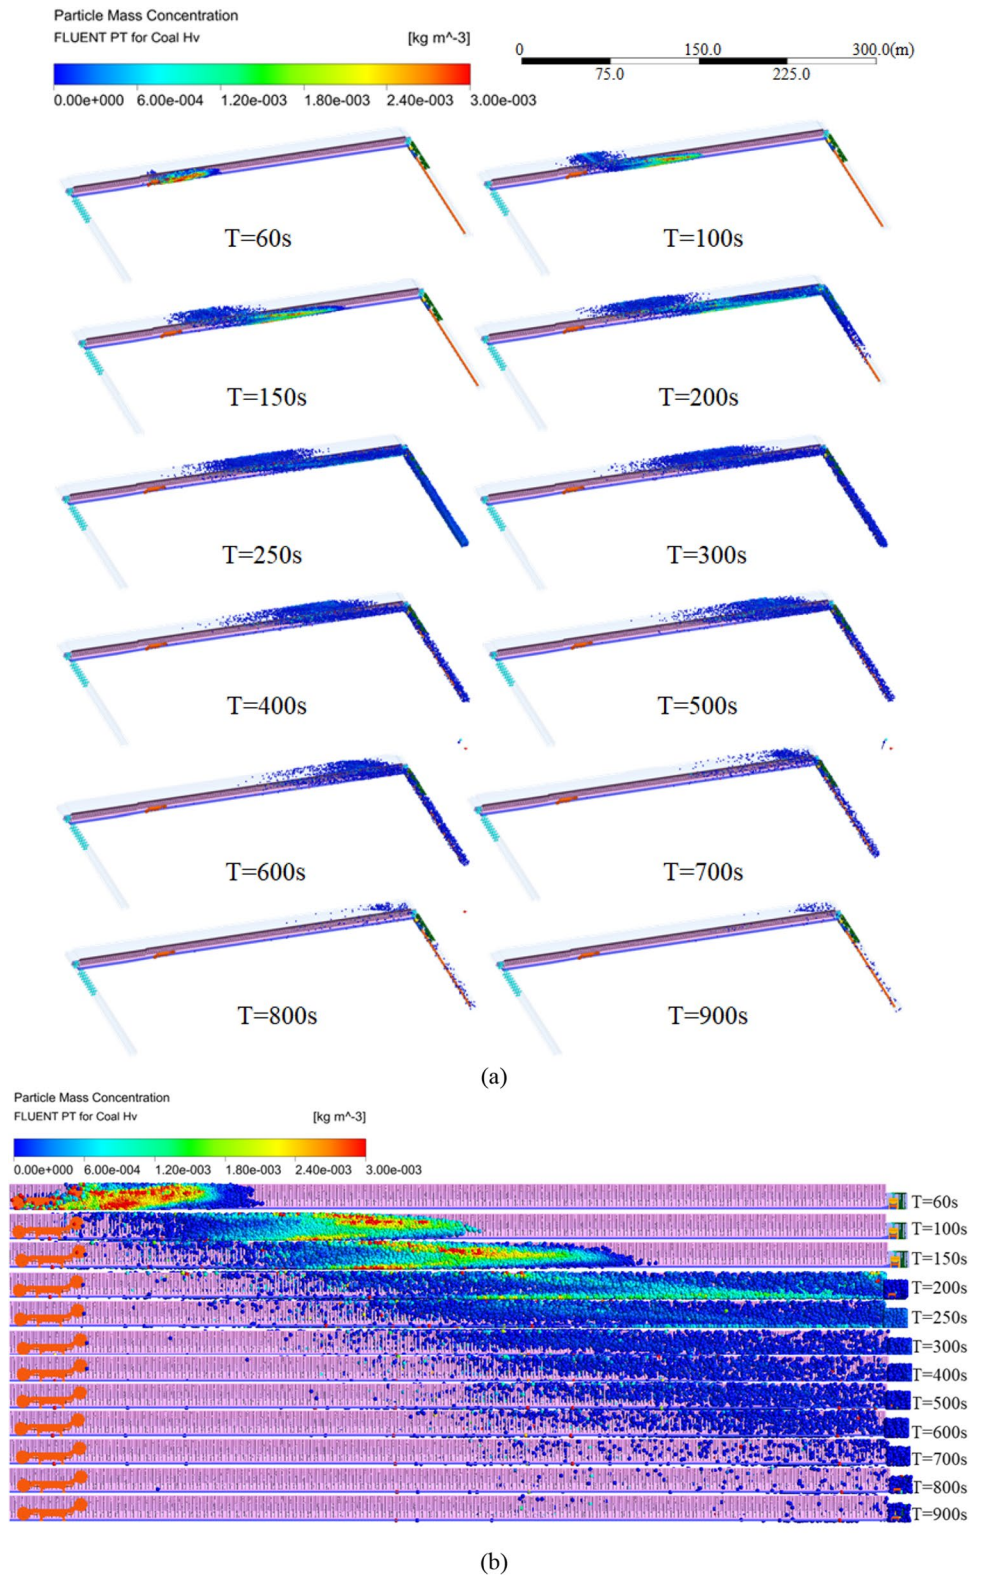 Particle Mass Concentration
FLUENT PT for Coal Hv [kg m^-3]
0.00e+000 6.00e-004 1.20e-003 1.80e-003 2.40e-003 3.00e-003
0 150.0 300.0(m)
75.0 225.0
T=60s T=100s
T=150s T=200s
T=250s T=300s
T=400s T=500s
T=600s T=700s
T=800s T=900s
(a)
Particle Mass Concentration
FLUENT PT for Coal Hv [kg m^-3]
0.00e+000 6.00e-004 1.20e-003 1.80e-003 2.40e-003 3.00e-003
T=60s
T=100s
T=150s
T=200s
T=250s
T=300s
T=400s
T=500s
T=600s
T=700s
T=800s
T=900s
(b)